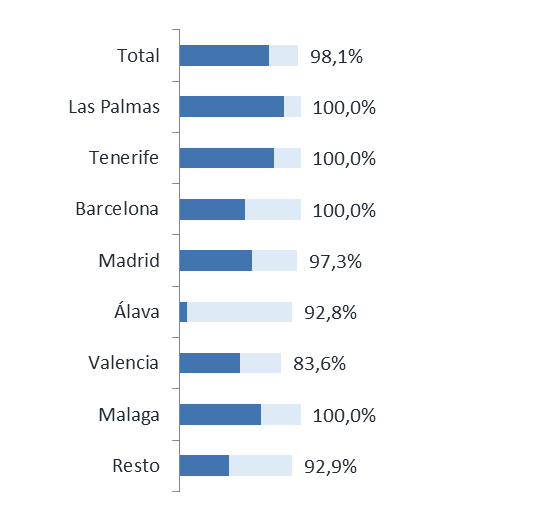 Total 98,1%
Las Palmas 100,0%
Tenerife 100,0%
Barcelona 100,0%
Madrid 97,3%
Álava 92,8%
Valencia 83,6%
Malaga 100,0%
Resto 92,9%